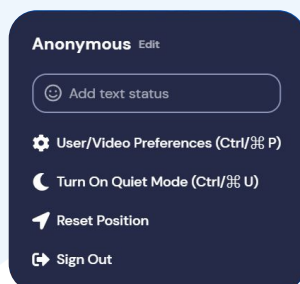 Anonymous Edit
Add text status
User/Video Preferences (Ctrl/⌘ P)
Turn On Quiet Mode (Ctrl/⌘ U)
Reset Position
Sign Out